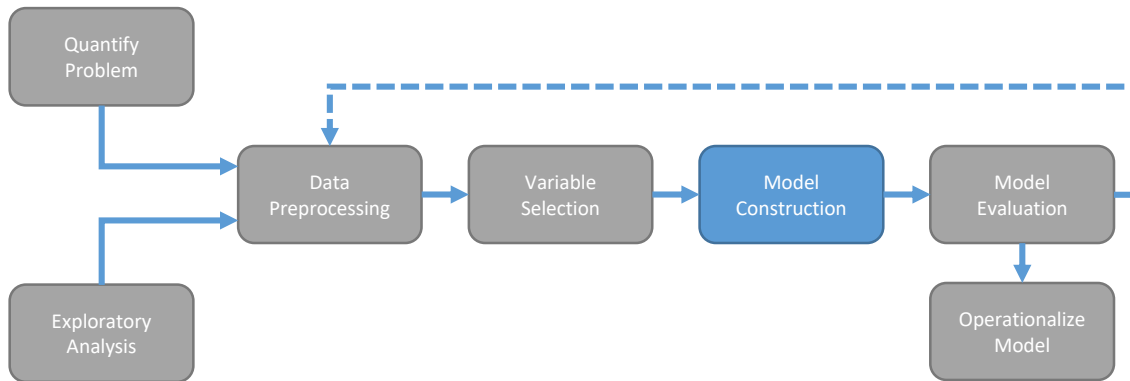 Quantify
Problem
Data
Preprocessing
Variable
Selection
Model
Construction
Model
Evaluation
Exploratory
Analysis
Operationalize
Model